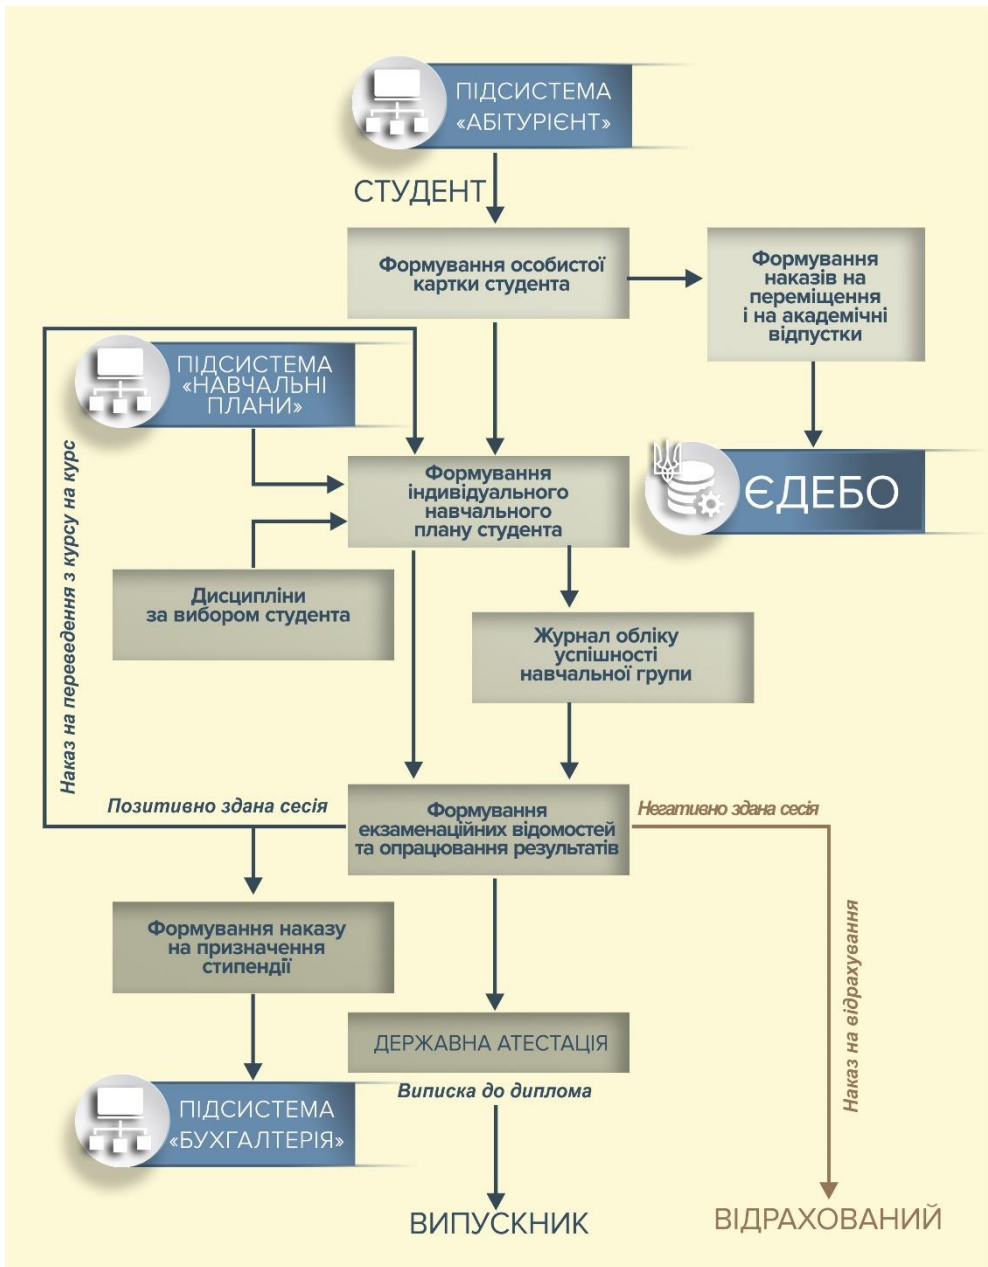 ПІДСИСТЕМА
«АБІТУРІЄНТ»
СТУДЕНТ
Формування особистої
картки студента
Формування
наказів на
переміщення
і на академічні
відпустки
ПІДСИСТЕМА
«НАВЧАЛЬНІ
ПЛАНИ»
Наказ на переведення з курсу на курс
Формування
індивідуального
навчального
плану студента
ЄДЕБО
Дисципліни
за вибором студента
Журнал обліку
успішності
навчальної групи
Позитивно здана сесія
Формування
екзаменаційних відомостей
та опрацювання результатів
Негативно здана сесія
Формування наказу
на призначення
стипендії
Наказ на відрахування
ДЕРЖАВНА АТЕСТАЦІЯ
Виписка до диплома
ПІДСИСТЕМА
«БУХГАЛТЕРІЯ»
ВИПУСКНИК
ВІДРАХОВАНИЙ